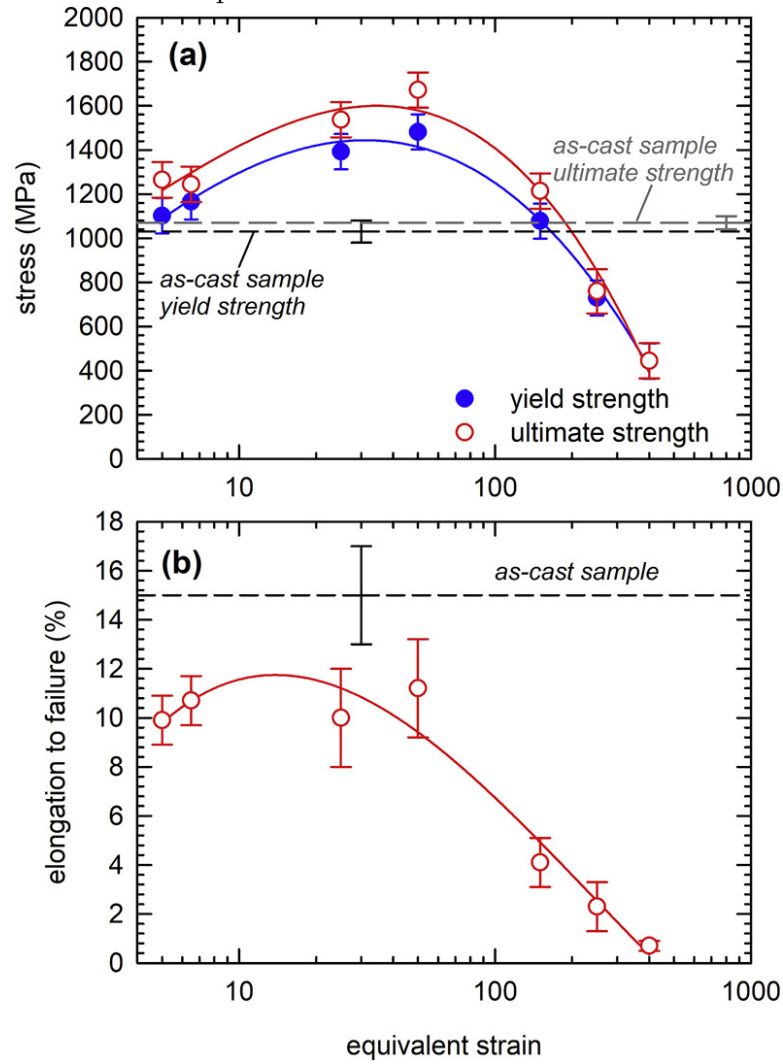 2000
1800
1600
1400
1200
1000
800
600
400
200
0
stress (MPa)
(a)
as-cast sample
ultimate strength
as-cast sample
yield strength
yield strength
ultimate strength
10
100
1000
18
16
14
12
10
8
6
4
2
0
elongation to failure (%)
(b)
as-cast sample
10
100
1000
equivalent strain